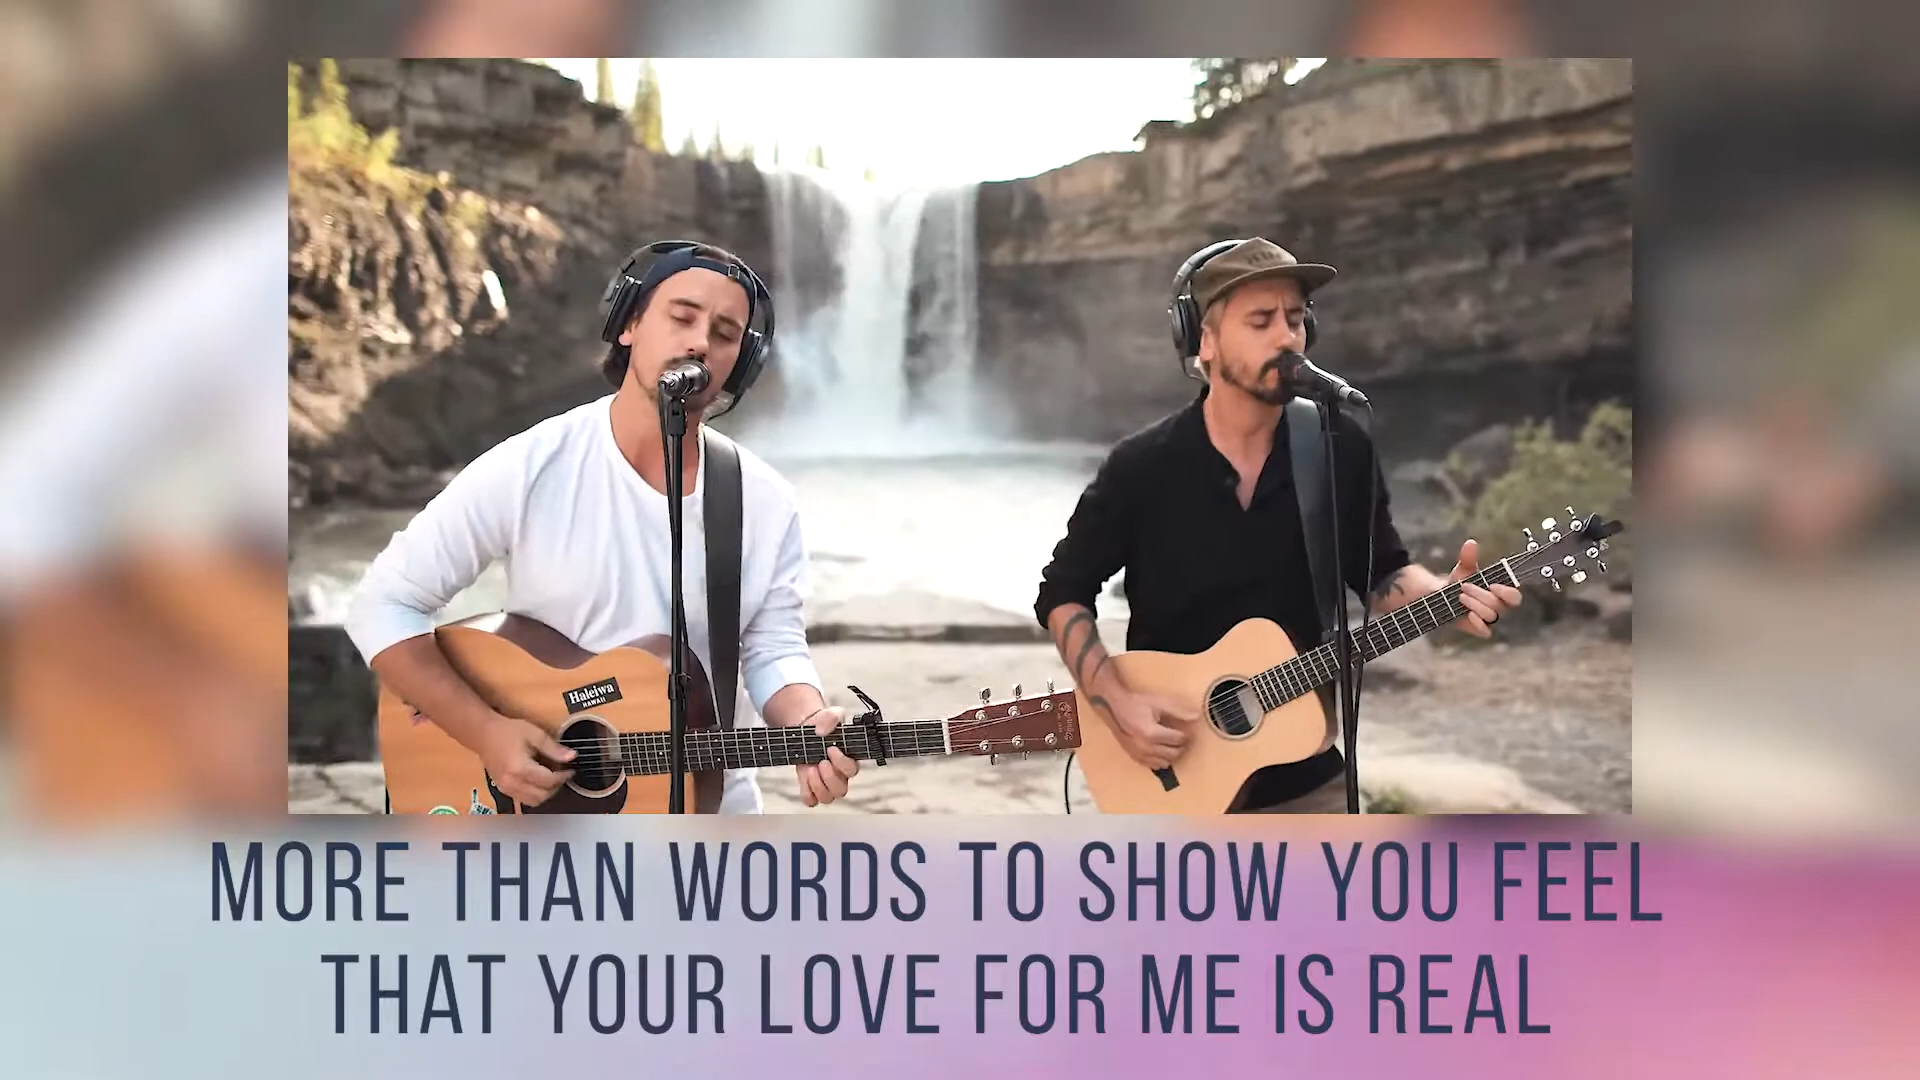 Haleiwa
HAWAII
MORE THAN WORDS TO SHOW YOU FEEL
THAT YOUR LOVE FOR ME IS REAL